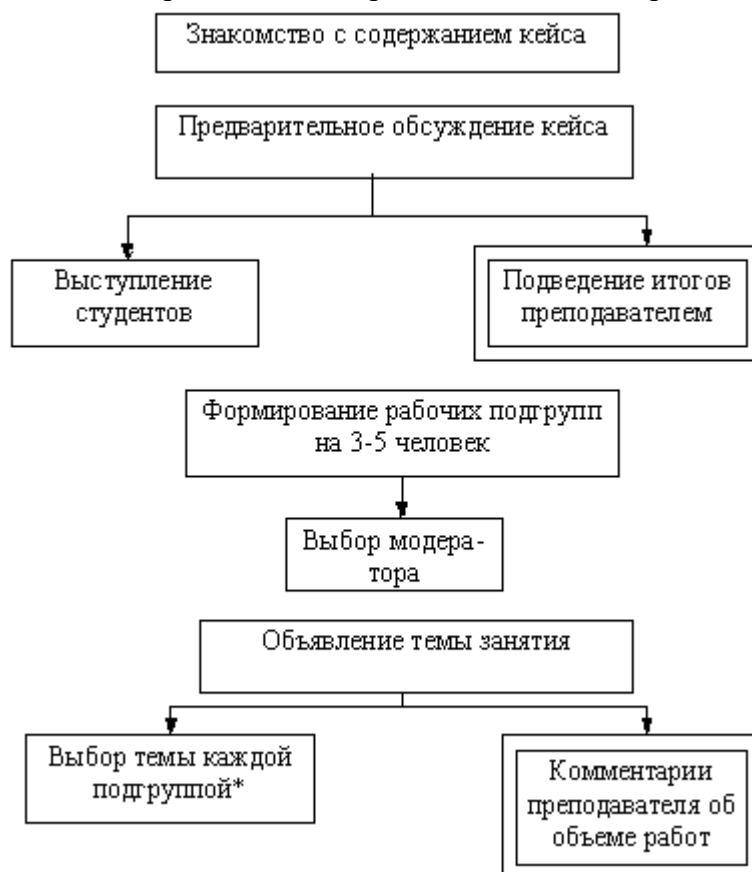 Знакомство с содержанием кейса
Предварительное обсуждение кейса
Выступление
студентов
Подведение итогов
преподавателем
Формирование рабочих подгрупп
на 3-5 человек
Выбор модера-
тора
Объявление темы занятия
Выбор темы каждой
подгруппой*
Комментарии
преподавателя об
объеме работ